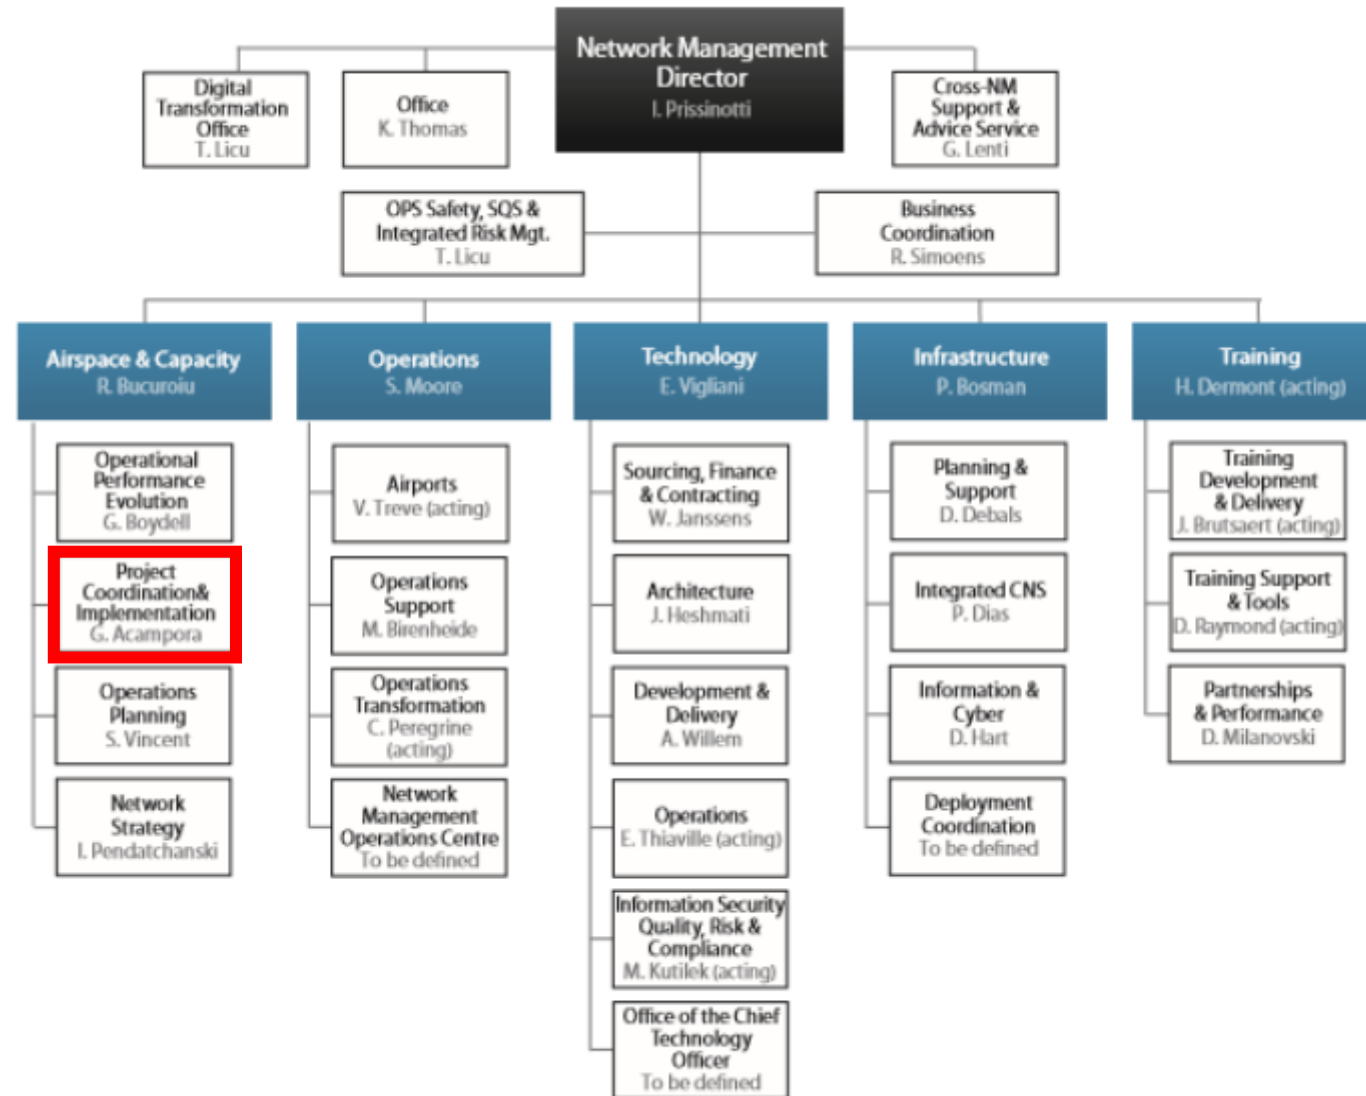 Network Management
Director
I. Prissinotti
Digital
Transformation
Office
T. Licu
Office
K. Thomas
Cross-NM
Support &
Advice Service
G. Lenti
OPS Safety, SQS &
Integrated Risk Mgt.
T. Licu
Business
Coordination
R. Simoens
Airspace & Capacity
R. Bucuroiu
Operational
Performance
Evolution
G. Boydell
Project
Coordination&
Implementation
G. Acampora
Operations
Planning
S. Vincent
Network
Strategy
I. Pendatchanski
Operations
S. Moore
Airports
V. Treve (acting)
Operations
Support
M. Birenheide
Operations
Transformation
C. Peregrine
(acting)
Network
Management
Operations Centre
To be defined
Technology
E. Vigliani
Sourcing, Finance
& Contracting
W. Janssens
Architecture
J. Heshmati
Development &
Delivery
A. Willem
Operations
E. Thiaville (acting)
Information Security
Quality, Risk &
Compliance
M. Kutilek (acting)
Office of the Chief
Technology
Officer
To be defined
Infrastructure
P. Bosman
Planning &
Support
D. Debals
Integrated CNS
P. Dias
Information &
Cyber
D. Hart
Deployment
Coordination
To be defined
Training
H. Dermont (acting)
Training
Development
& Delivery
J. Brutsaert (acting)
Training Support
& Tools
D. Raymond (acting)
Partnerships
& Performance
D. Milanovski